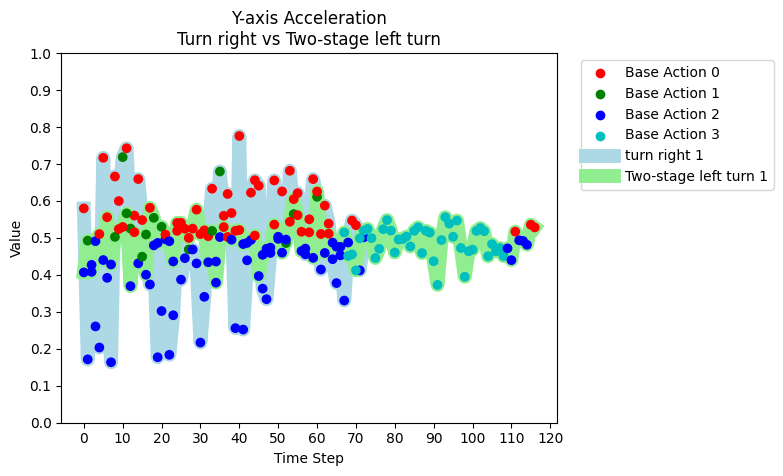 Y-axis Acceleration
Turn right vs Two-stage left turn
1.0
0.9
0.8
0.7
0.6
0.5
0.4
0.3
0.2
0.1
0.0
Value
0 10 20 30 40 50 60 70 80 90 100 110 120
Time Step
Base Action 0
Base Action 1
Base Action 2
Base Action 3
turn right 1
Two-stage left turn 1